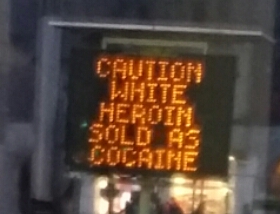 CAUTION
WHITE
HEROIN
SOLD AS
COCAINE